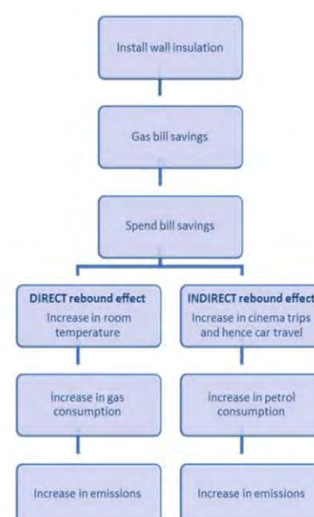 Install wall insulation
Gas bill savings
Spend bill savings
DIRECT rebound effect
Increase in room
temperature
INDIRECT rebound effect
Increase in cinema trips
and hence car travel
Increase in gas
consumption
Increase in petrol
consumption
Increase in emissions
Increase in emissions